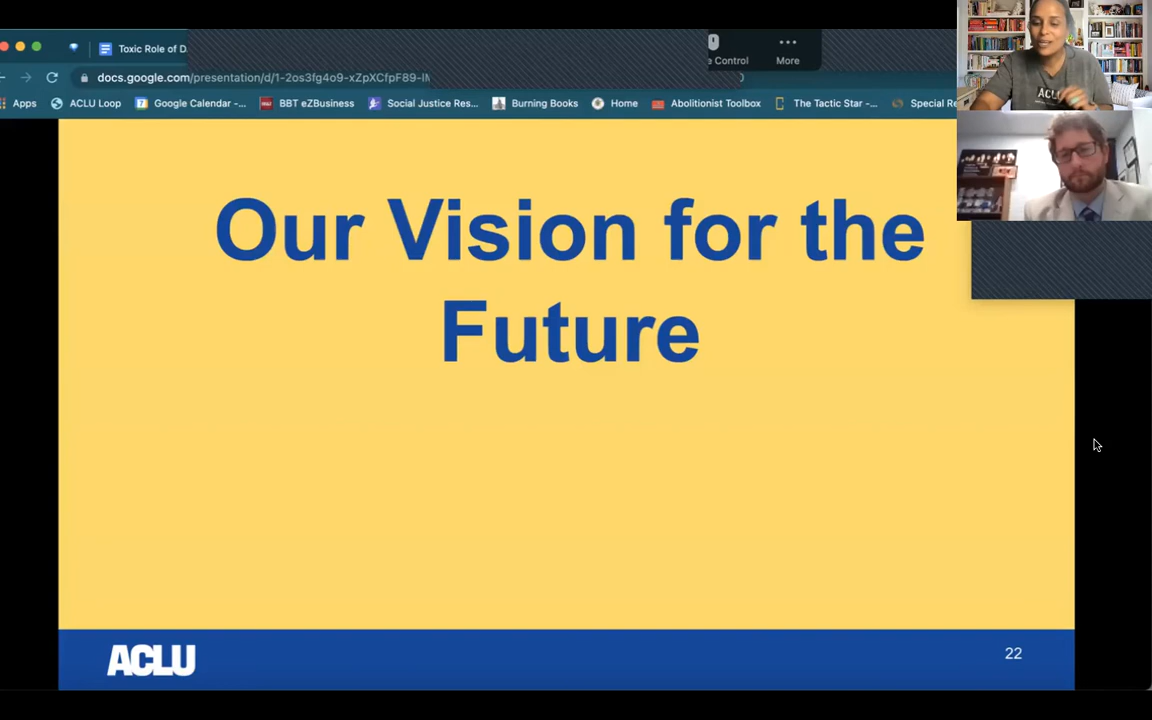 Toxic Role of D
e Control
More
docs.google.com/presentation/d/1-2os3fg4o9-xZpXCfpF89-I
Apps
ACLU Loop
Google Calendar -...
BBT eZBusiness
Social Justice Res...
Burning Books
Home
Abolitionist Toolbox
The Tactic Star -...
Special Re
Our Vision for the
Future
ACLU
22